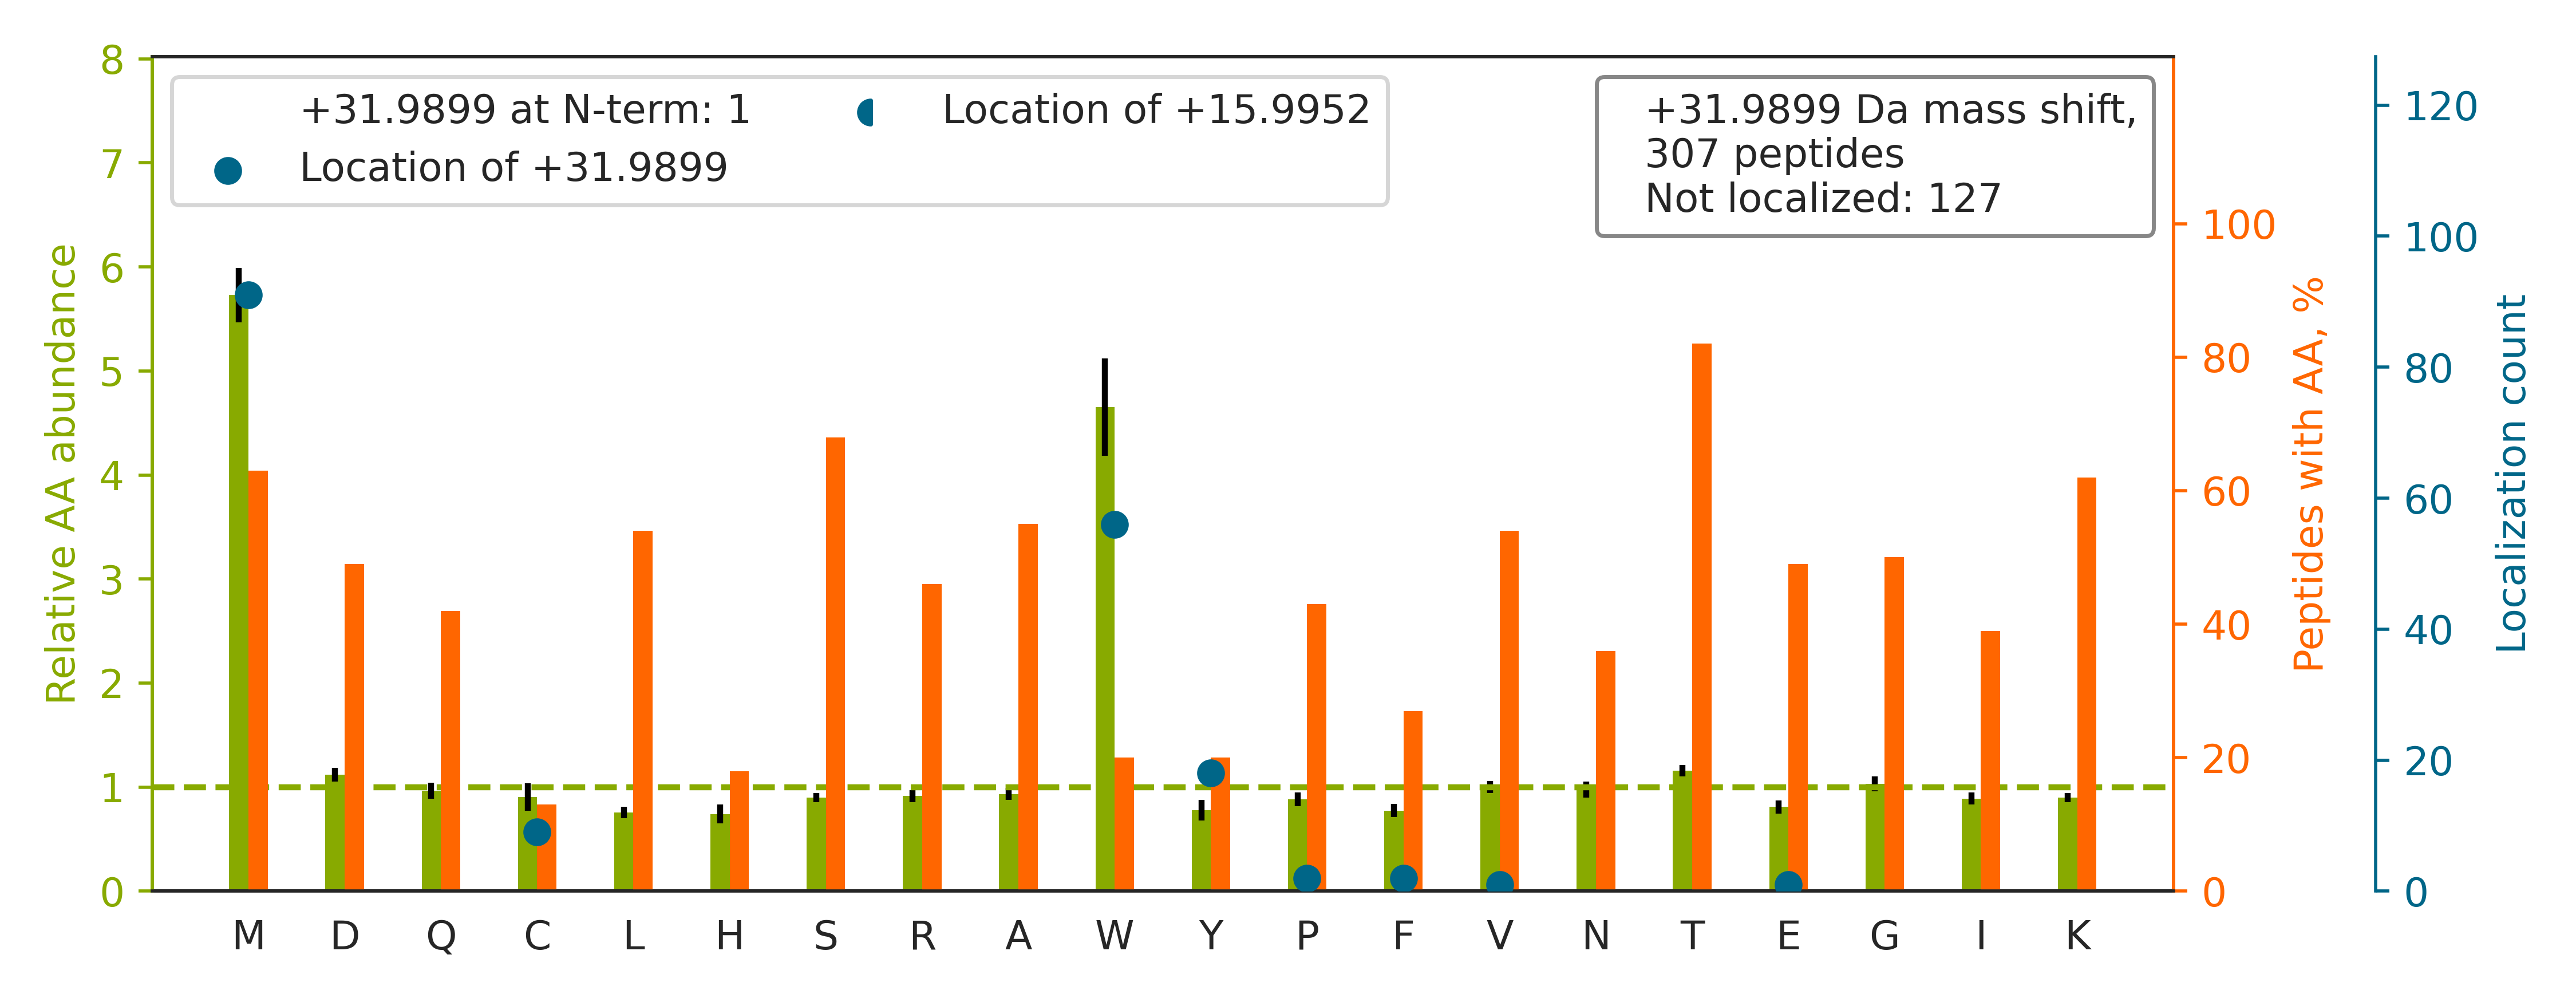 +31.9899 at N-term: 1
Location of +31.9899
Location of +15.9952
+31.9899 Da mass shift,
307 peptides
Not localized: 127
Relative AA abundance
8
7
6
5
4
3
2
1
0
M D Q C L H S R A W Y P F V N T E G I K
100
80
60
40
20
0
Peptides with AA, %
120
100
80
60
40
20
0
Localization count